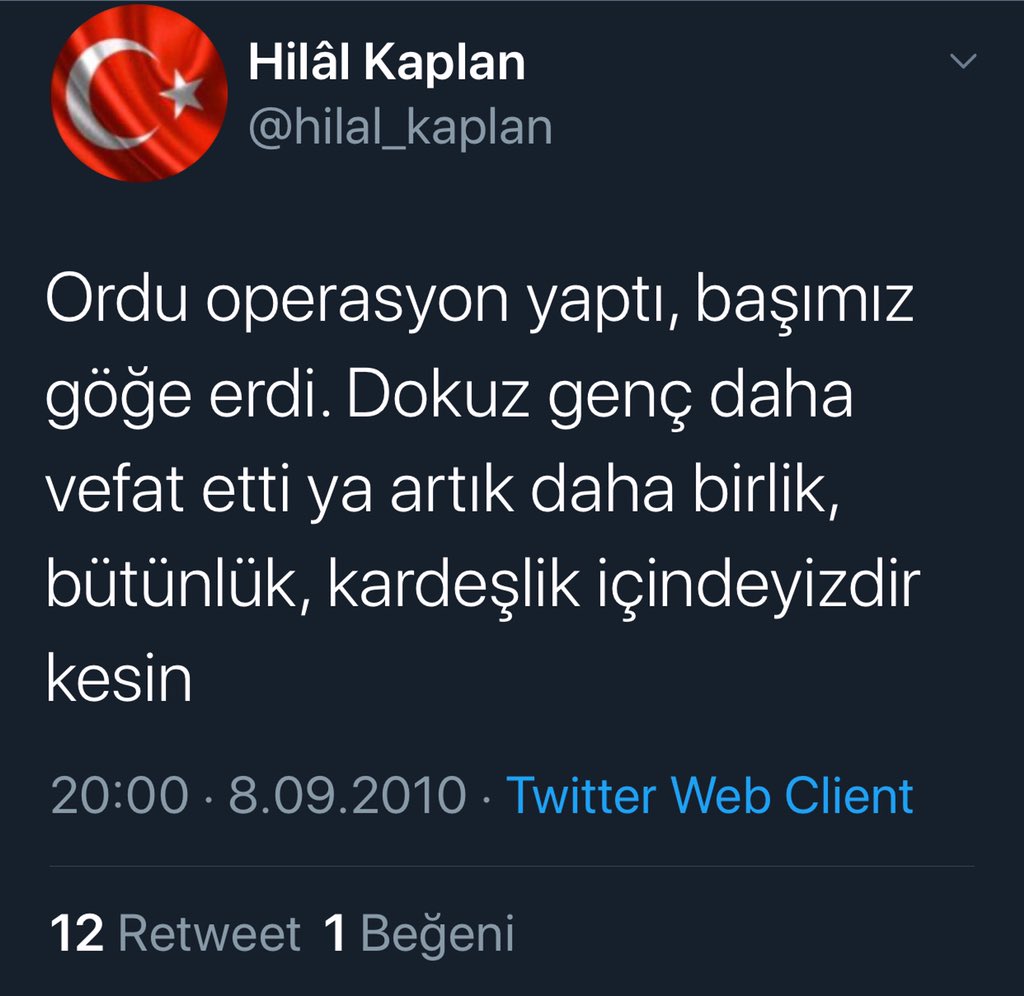 Hilâl Kaplan
@hilal_kaplan
Ordu operasyon yaptı, başımız
göğe erdi. Dokuz genç daha
vefat etti ya artık daha birlik,
bütünlük, kardeşlik içindeyizdir
kesin
20:00 · 8.09.2010 · Twitter Web Client
12 Retweet 1 Beğeni